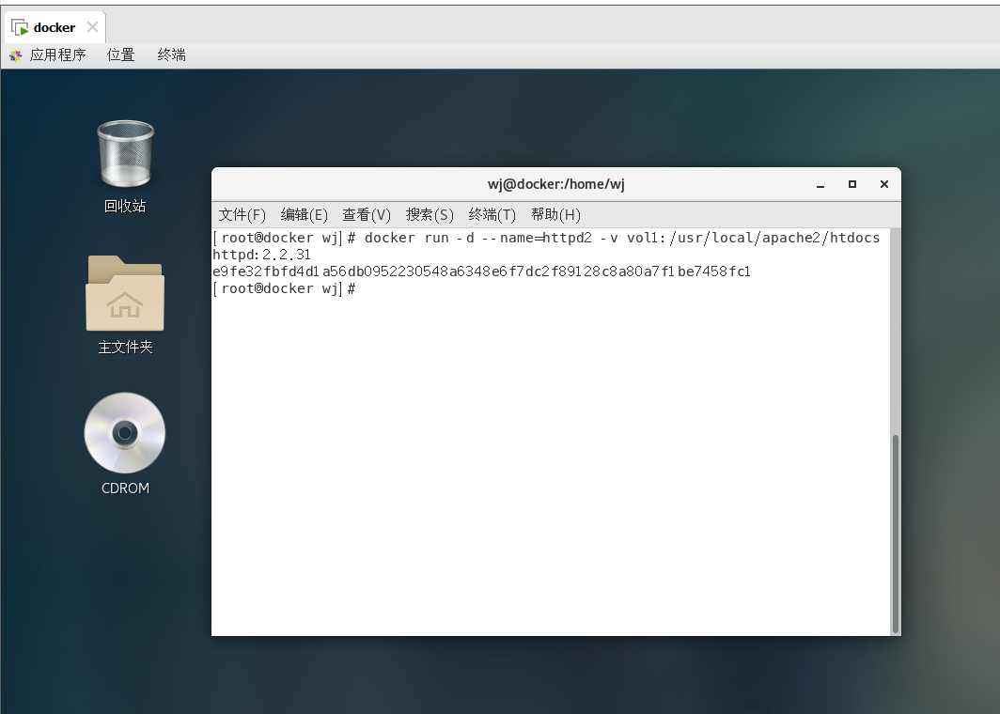 docker
应用程序 位置 终端
回收站
主文件夹
CDROM
wj@docker:/home/wj
文件(F) 编辑(E) 查看(V) 搜索(S) 终端(T) 帮助(H)
[root@docker wj]# docker run -d --name=httpd2 -v vol1:/usr/local/apache2/htdocs
httpd:2.2.31
e9fe32fbfd4d1a56db0952230548a6348e6f7dc2f89128c8a80a7f1be7458fc1
[root@docker wj]#